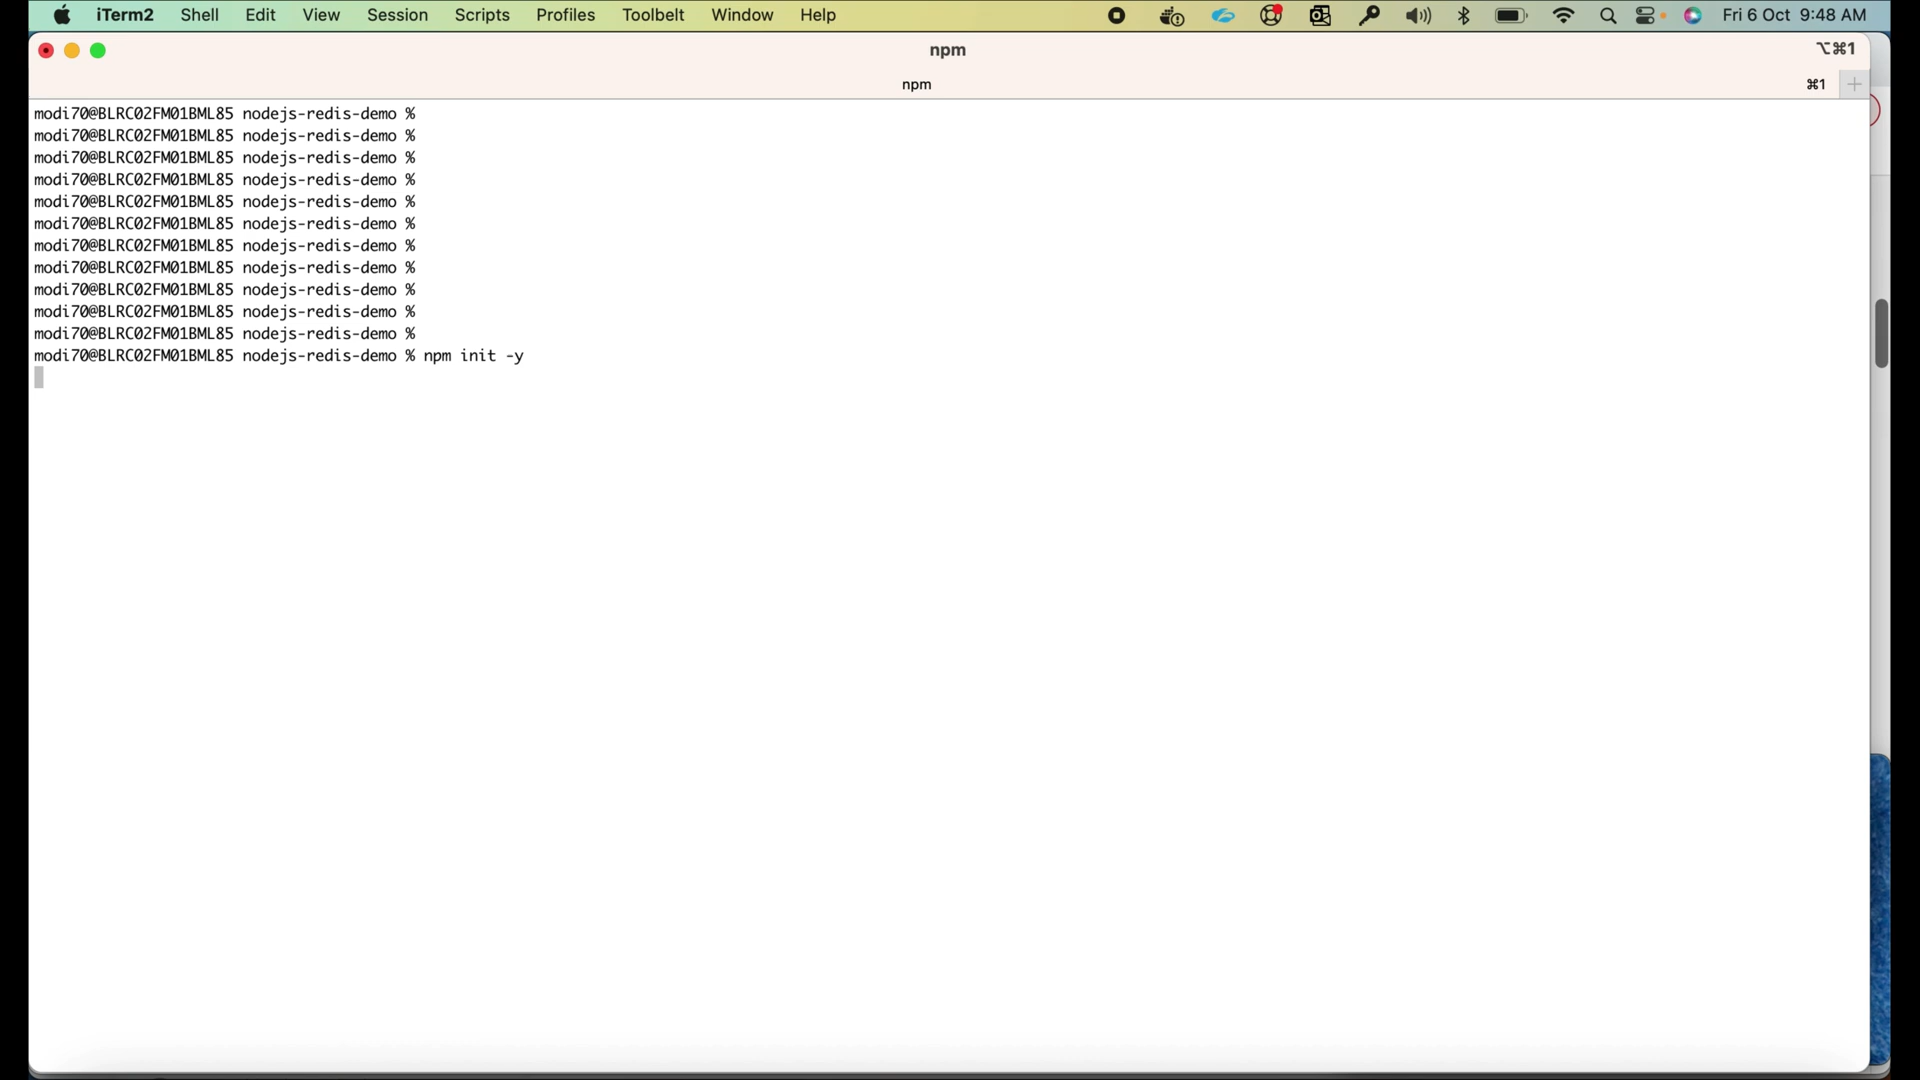 iTerm2 Shell Edit View Session Scripts Profiles Toolbelt Window Help Fri 6 Oct 9:48 AM
npm ⌥⌘1
npm ⌘1
modi70@BLRC02FM01BML85 nodejs-redis-demo %
modi70@BLRC02FM01BML85 nodejs-redis-demo %
modi70@BLRC02FM01BML85 nodejs-redis-demo %
modi70@BLRC02FM01BML85 nodejs-redis-demo %
modi70@BLRC02FM01BML85 nodejs-redis-demo %
modi70@BLRC02FM01BML85 nodejs-redis-demo %
modi70@BLRC02FM01BML85 nodejs-redis-demo %
modi70@BLRC02FM01BML85 nodejs-redis-demo %
modi70@BLRC02FM01BML85 nodejs-redis-demo %
modi70@BLRC02FM01BML85 nodejs-redis-demo %
modi70@BLRC02FM01BML85 nodejs-redis-demo %
modi70@BLRC02FM01BML85 nodejs-redis-demo % npm init -y